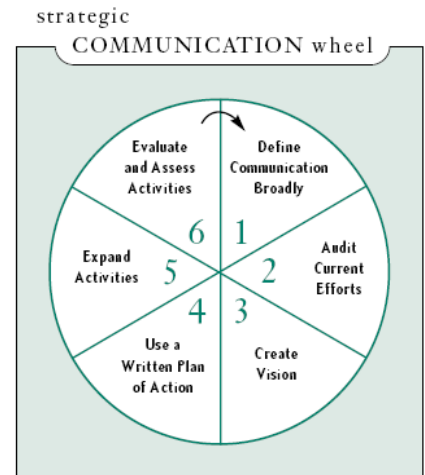 strategic
COMMUNICATION wheel
Define
Communication
Broadly
1
Audit
Current
Efforts
2
Create
Vision
3
Use a
Written Plan
of Action
4
Expand
Activities
5
Evaluate
and Assess
Activities
6